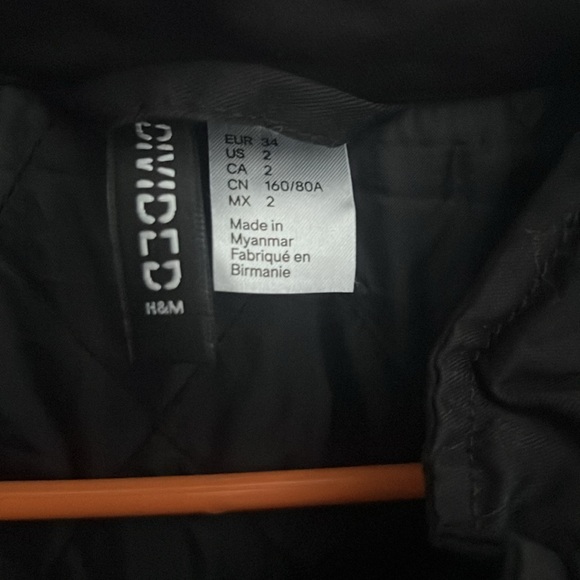 DIVIDED
H&M
EUR 34
US 2
CA 2
CN 160/80A
MX 2
Made in
Myanmar
Fabriqué en
Birmanie